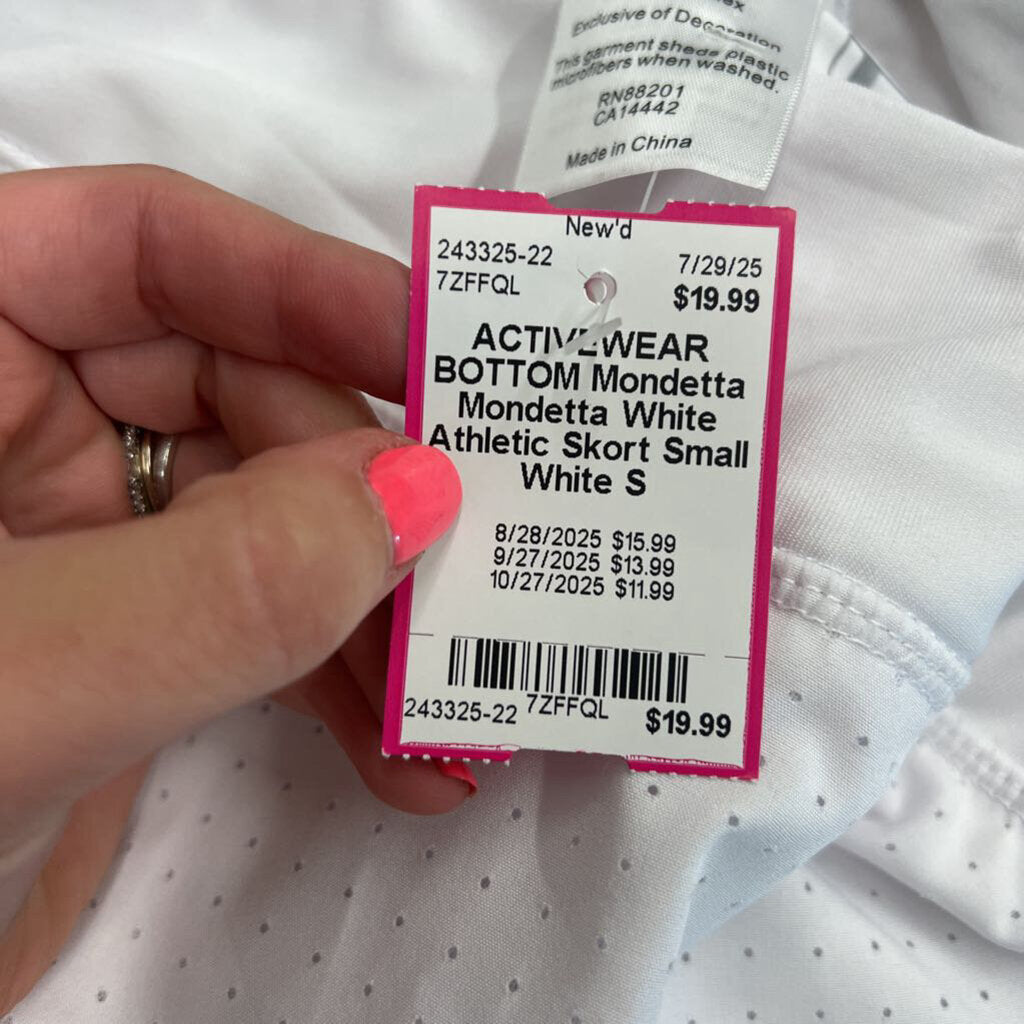 Exclusive of Decoration
This garment sheds plastic
microfibers when washed.
RN88201
CA14442
Made in China
New'd
243325-22 7/29/25
7ZFFQL $19.99
ACTIVEWEAR
BOTTOM Mondetta
Mondetta White
Athletic Skort Small
White S
8/28/2025 $15.99
9/27/2025 $13.99
10/27/2025 $11.99
243325-22 7ZFFQL $19.99